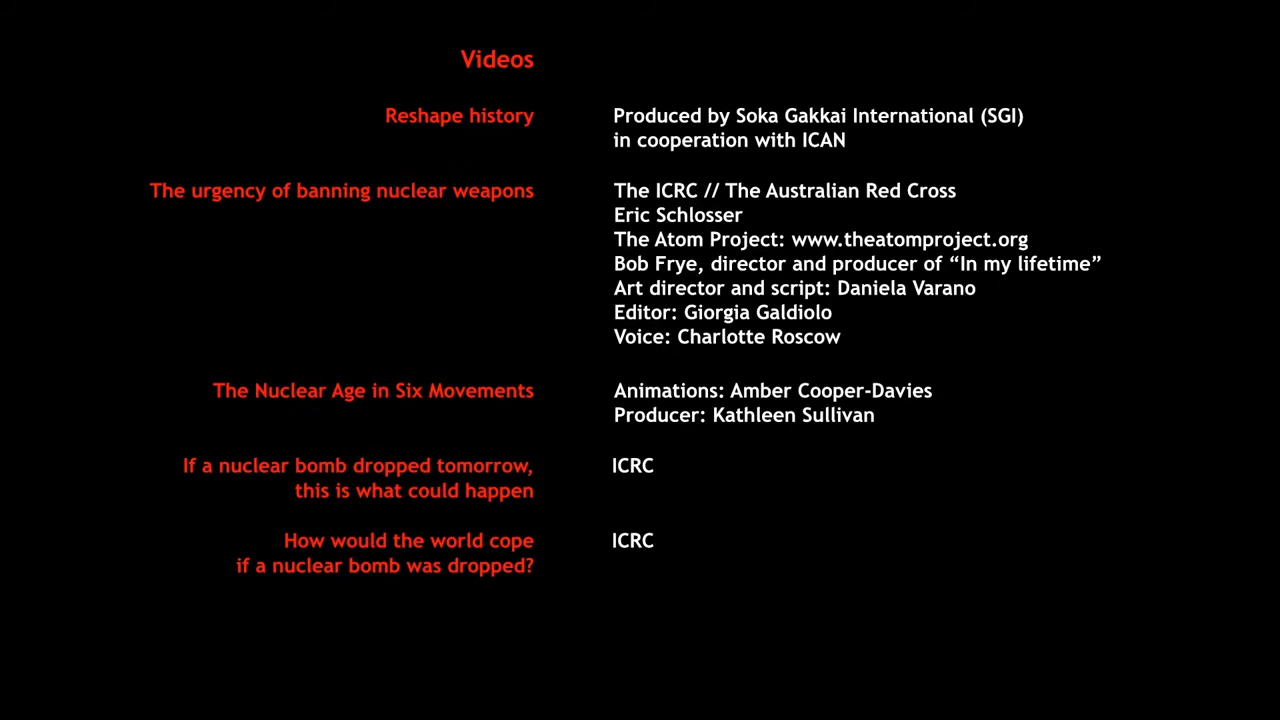 Videos
Reshape history
Produced by Soka Gakkai International (SGI)
in cooperation with ICAN
The urgency of banning nuclear weapons
The ICRC // The Australian Red Cross
Eric Schlosser
The Atom Project: www.theatomproject.org
Bob Frye, director and producer of “In my lifetime”
Art director and script: Daniela Varano
Editor: Giorgia Galdiolo
Voice: Charlotte Roscow
The Nuclear Age in Six Movements
Animations: Amber Cooper-Davies
Producer: Kathleen Sullivan
If a nuclear bomb dropped tomorrow,
this is what could happen
ICRC
How would the world cope
if a nuclear bomb was dropped?
ICRC